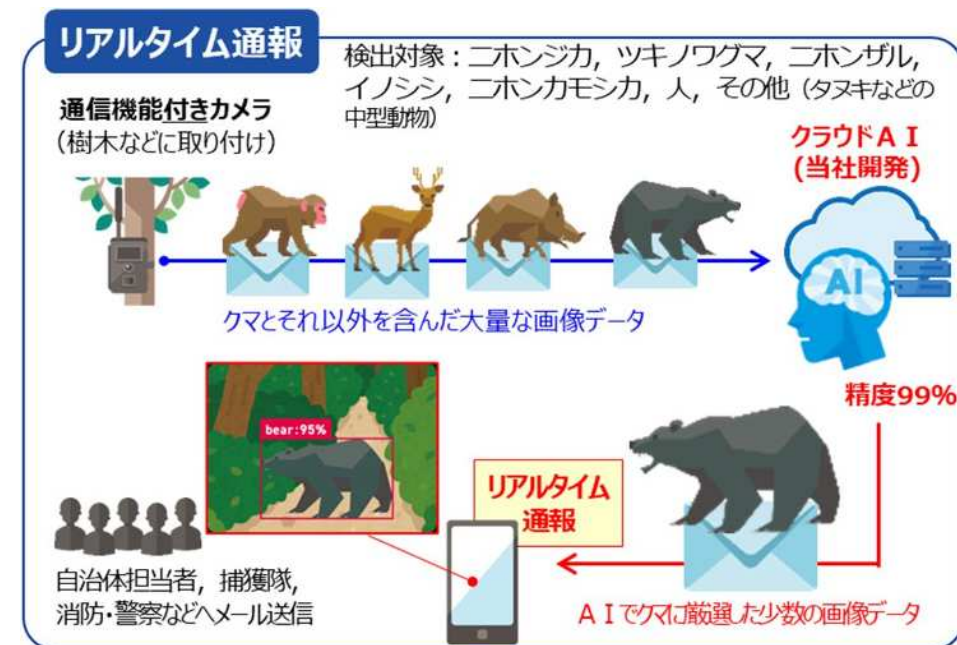 リアルタイム通報
検出対象：ニホンジカ，ツキノワグマ，ニホンザル，
イノシシ，ニホンカモシカ，人，その他（タヌキなどの
中型動物）
通信機能付きカメラ
（樹木などに取り付け）
クラウドＡＩ
(当社開発)
AI
クマとそれ以外を含んだ大量な画像データ
精度99%
bear:95%
リアルタイム
通報
自治体担当者，捕獲隊，
消防・警察などへメール送信
ＡＩでクマに厳選した少数の画像データ